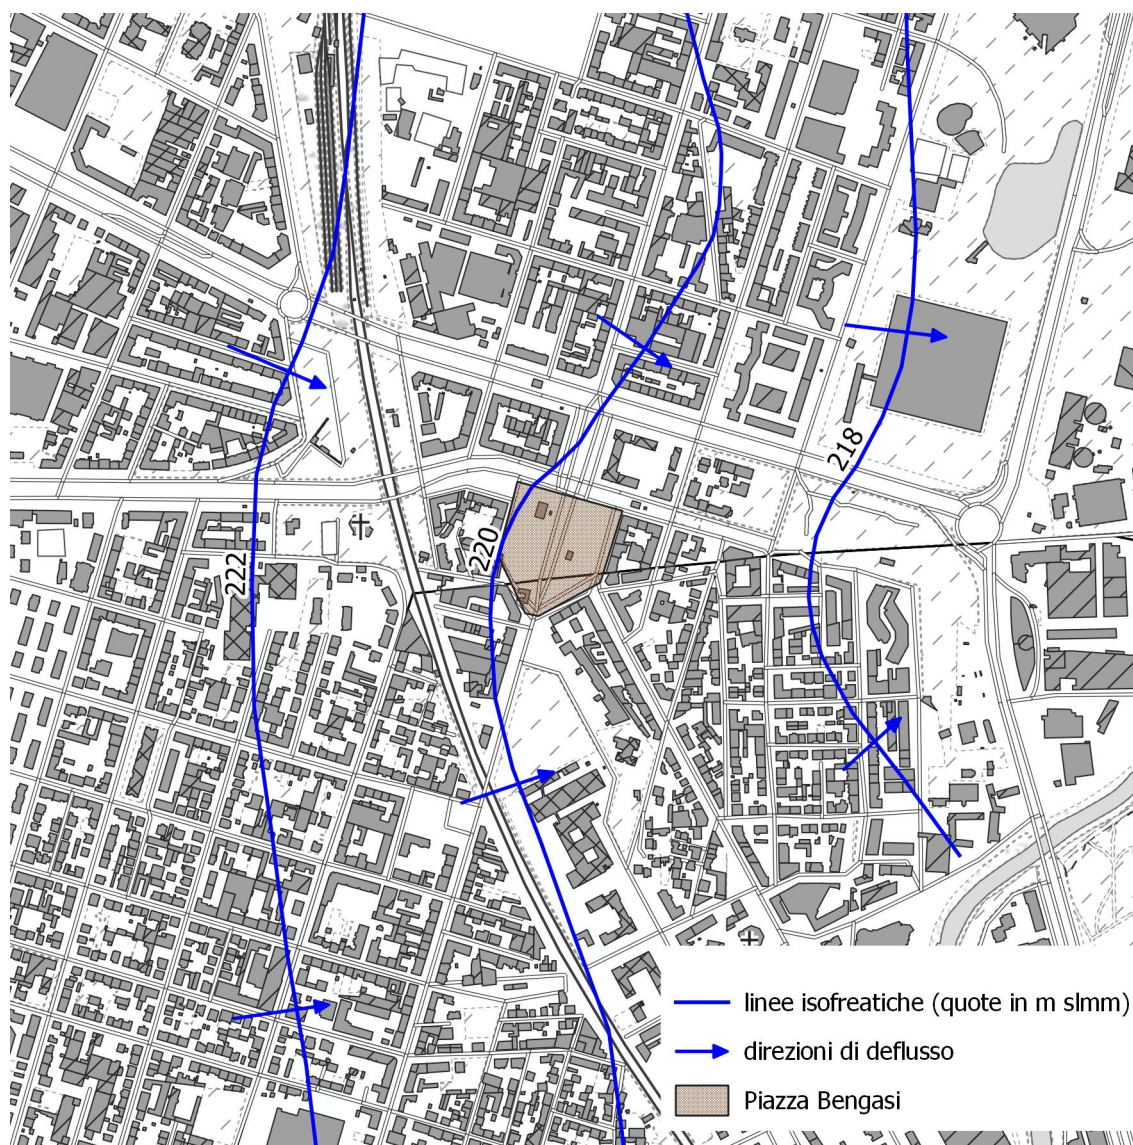 218
220
222
linee isofreatiche (quote in m slmm)
direzioni di deflusso
Piazza Bengasi